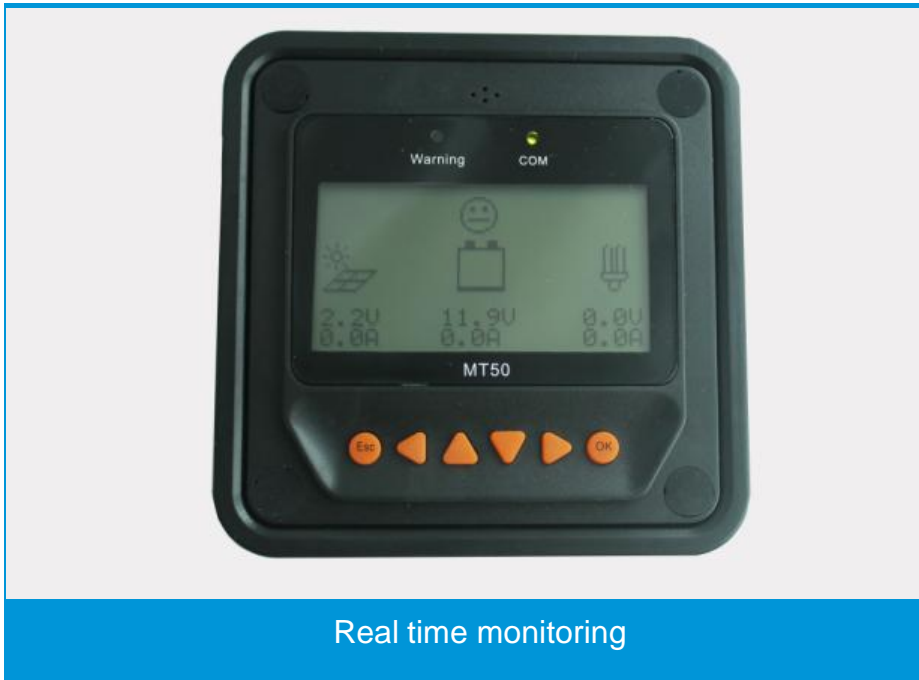 Warning COM
2.2V 11.9V 0.0V
0.0A 0.0A 0.0A
MT50
Esc OK
Real time monitoring